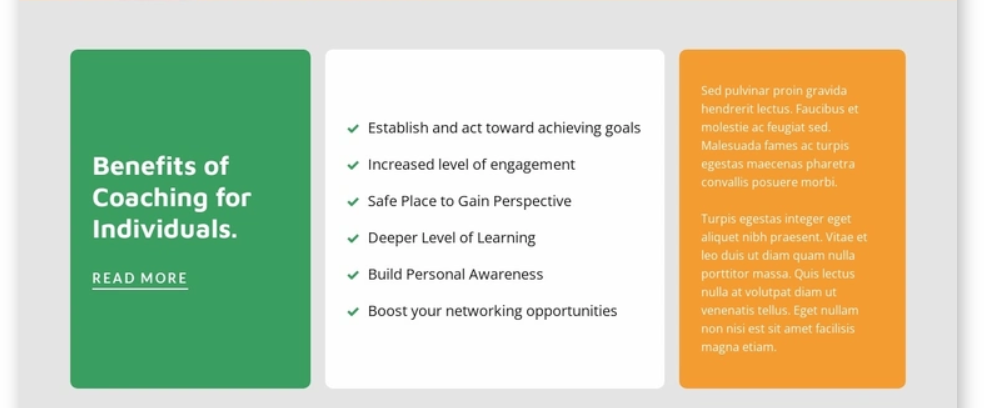 Benefits of
Coaching for
Individuals.
READ MORE
Establish and act toward achieving goals
Increased level of engagement
Safe Place to Gain Perspective
Deeper Level of Learning
Build Personal Awareness
Boost your networking opportunities
Sed pulvinar proin gravida
hendrerit lectus. Faucibus et
molestie ac feugiat sed.
Malesuada fames ac turpis
egestas maecenas pharetra
convallis posuere morbi.
Turpis egestas integer eget
aliquet nibh praesent. Vitae et
leo duis ut diam quam nulla
porttitor massa. Quis lectus
nulla at volutpat diam ut
venenatis tellus. Eget nullam
non nisi est sit amet facilisis
magna etiam.